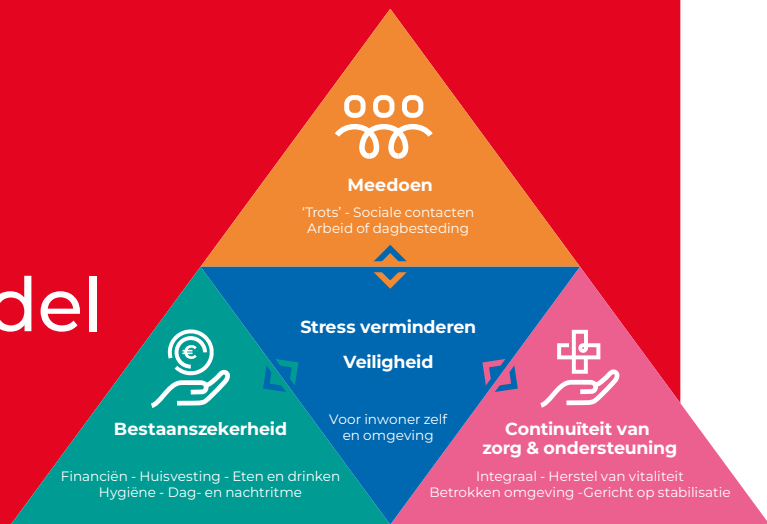 Meedoen
‘Trots’ - Sociale contacten
Arbeid of dagbesteding
del
Stress verminderen
Veiligheid
Voor inwoner zelf
en omgeving
€
Bestaanszekerheid
Financiën - Huisvesting - Eten en drinken
Hygiëne - Dag- en nachtritme
Continuïteit van
zorg & ondersteuning
Integraal - Herstel van vitaliteit
Betrokken omgeving -Gericht op stabilisatie